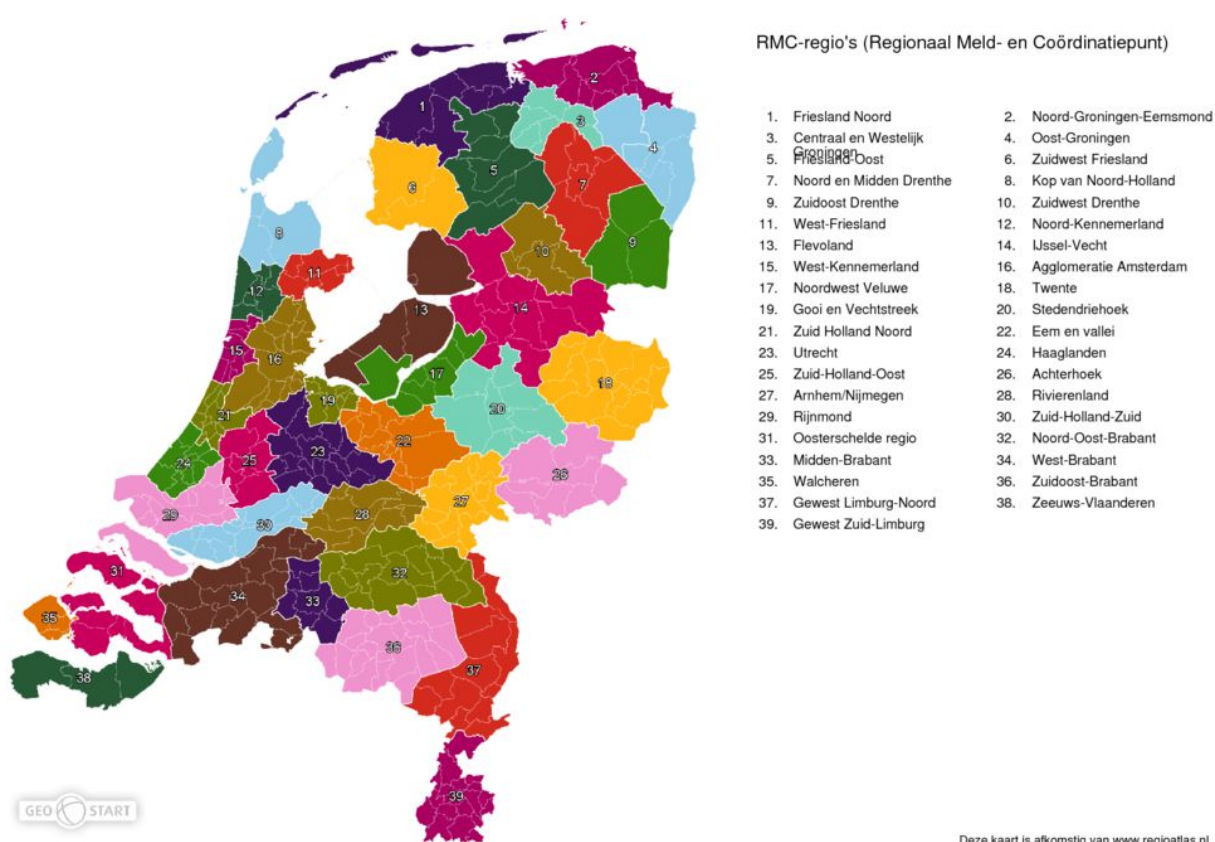 RMC-regio's (Regionaal Meld- en Coördinatiepunt)
1. Friesland Noord
2. Noord-Groningen-Eemsmond
3. Centraal en Westelijk Groningen
4. Oost-Groningen
5. Friesland-Oost
6. Zuidwest Friesland
7. Noord en Midden Drenthe
8. Kop van Noord-Holland
9. Zuidoost Drenthe
10. Zuidwest Drenthe
11. West-Friesland
12. Noord-Kennemerland
13. Flevoland
14. IJssel-Vecht
15. West-Kennemerland
16. Agglomeratie Amsterdam
17. Noordwest Veluwe
18. Twente
19. Gooi en Vechtstreek
20. Stedendriehoek
21. Zuid Holland Noord
22. Eem en vallei
23. Utrecht
24. Haaglanden
25. Zuid-Holland-Oost
26. Achterhoek
27. Arnhem/Nijmegen
28. Rivierenland
29. Rijnmond
30. Zuid-Holland-Zuid
31. Oosterschelde regio
32. Noord-Oost-Brabant
33. Midden-Brabant
34. West-Brabant
35. Walcheren
36. Zuidoost-Brabant
37. Gewest Limburg-Noord
38. Zeeuws-Vlaanderen
39. Gewest Zuid-Limburg
1
2
3
4
5
6
7
8
9
10
11
12
13
14
15
16
17
18
19
20
21
22
23
24
25
26
27
28
29
30
31
32
33
34
35
36
37
38
39
GEO START
Deze kaart is afkomstig van www.regioatlas.nl